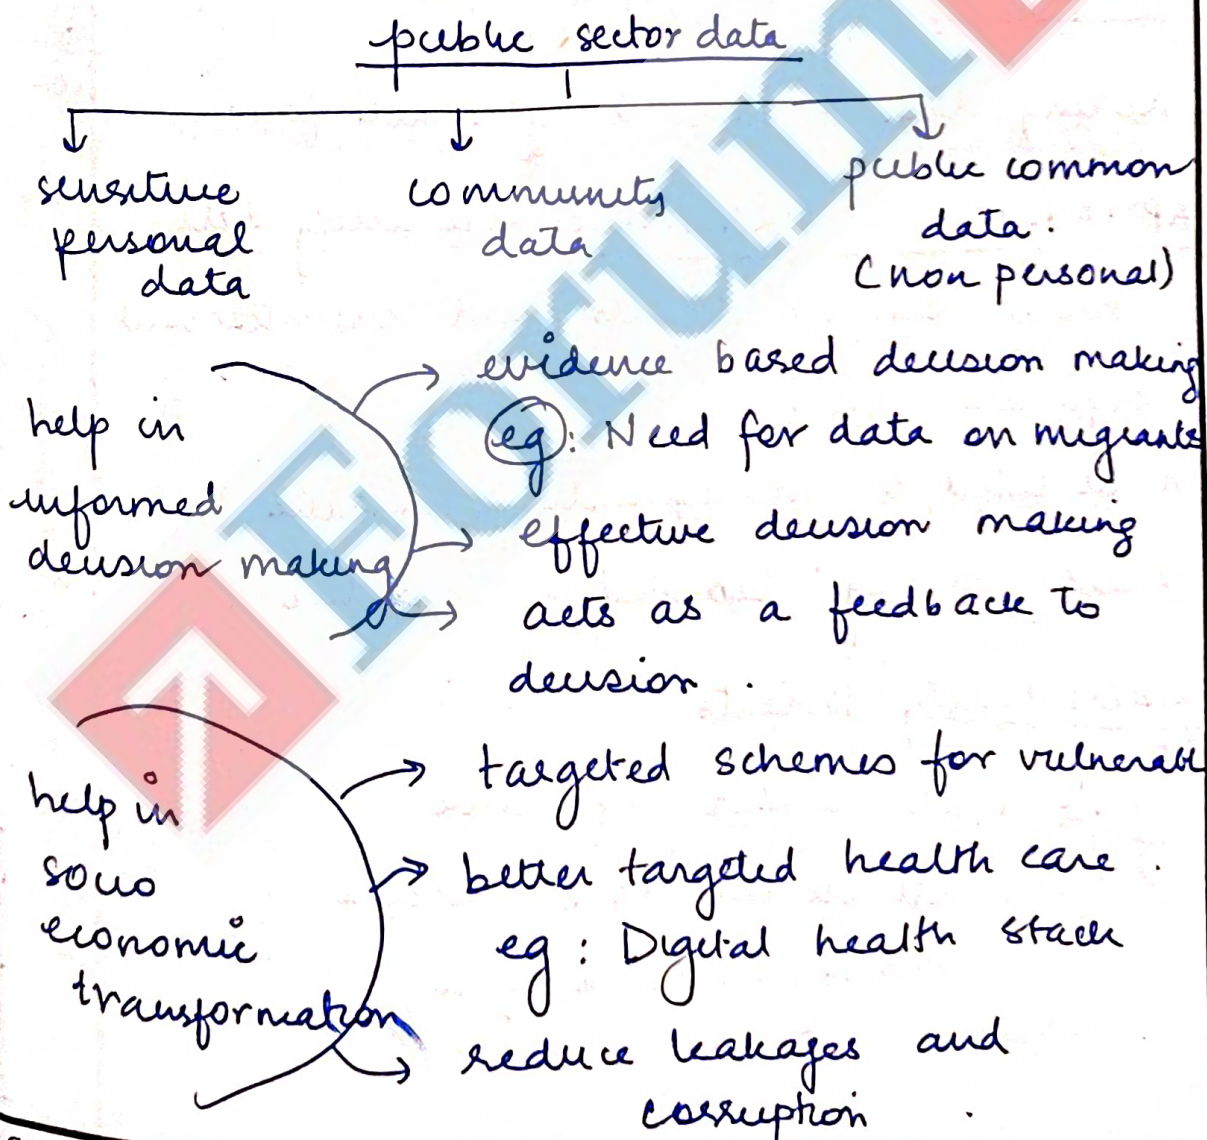 public sector data
sensitive personal data
community data
public common data.
(non personal)
help in informed decision making
evidence based decision making
eg: Need for data on migrants
effective decision making
acts as a feedback to
decision.
help in socio economic transformation
targeted schemes for vulnerable
better targeted health care.
eg: Digital health stack
reduce leakages and
corruption.
Forum